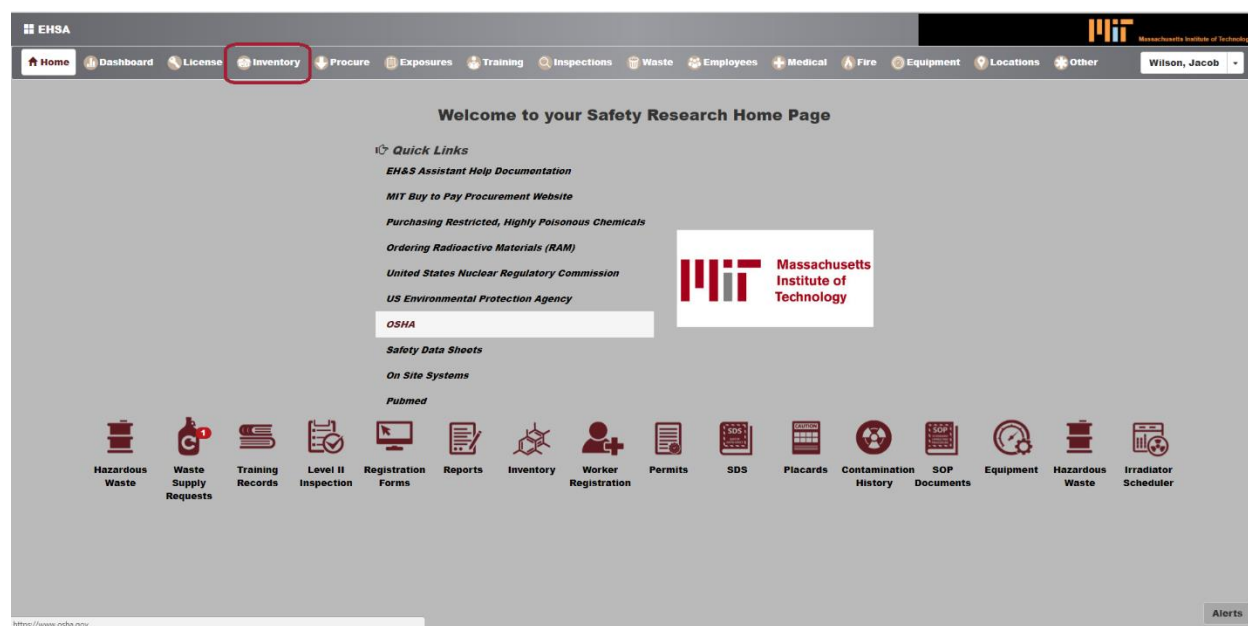 EHSA
Massachusetts Institute of Technology
Home Dashboard License Inventory Procure Exposures Training Inspections Waste Employees Medical Fire Equipment Locations Other Wilson, Jacob
Welcome to your Safety Research Home Page
Quick Links
EH&S Assistant Help Documentation
MIT Buy to Pay Procurement Website
Purchasing Restricted, Highly Poisonous Chemicals
Ordering Radioactive Materials (RAM)
United States Nuclear Regulatory Commission
US Environmental Protection Agency
OSHA
Safety Data Sheets
On Site Systems
Pubmed
Massachusetts
Institute of
Technology
1
SDS
CAUTION
SOP
Hazardous
Waste
Waste
Supply
Requests
Training
Records
Level II
Inspection
Registration
Forms
Reports
Inventory
Worker
Registration
Permits
SDS
Placards
Contamination
History
SOP
Documents
Equipment
Hazardous
Waste
Irradiator
Scheduler
Alerts
https://www.osha.gov